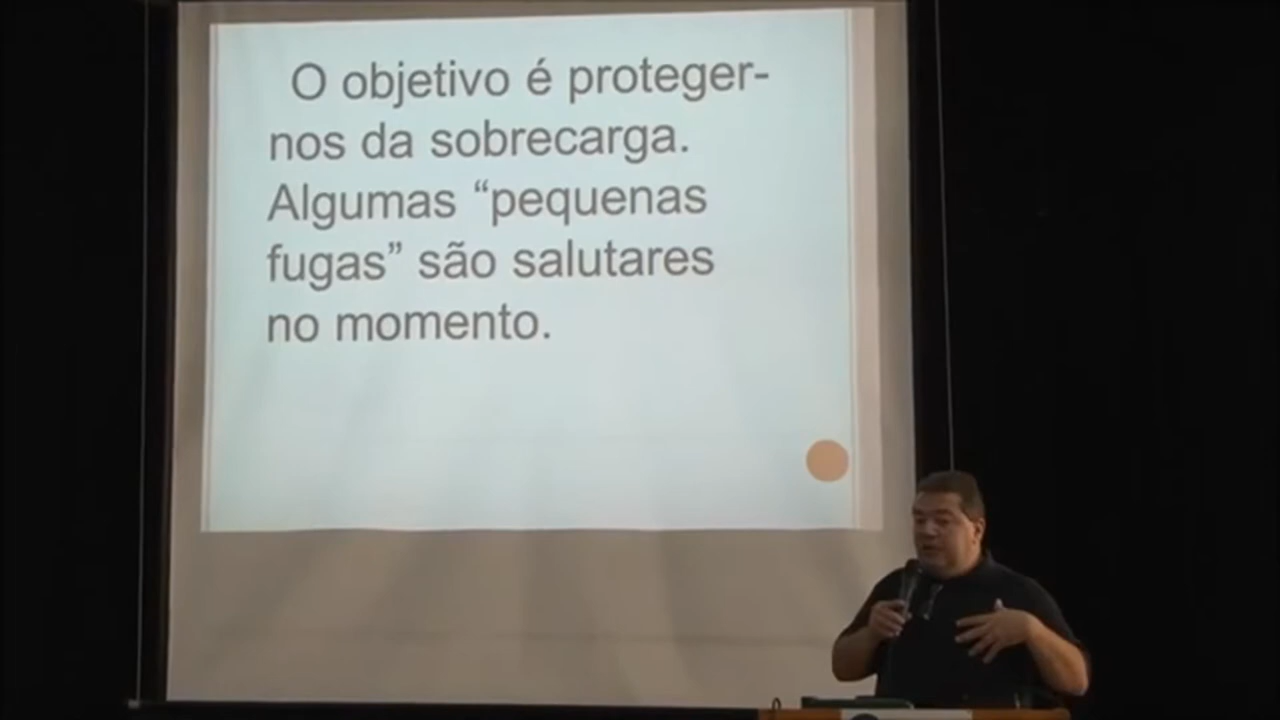 O objetivo é proteger-
nos da sobrecarga.
Algumas “pequenas
fugas” são salutares
no momento.